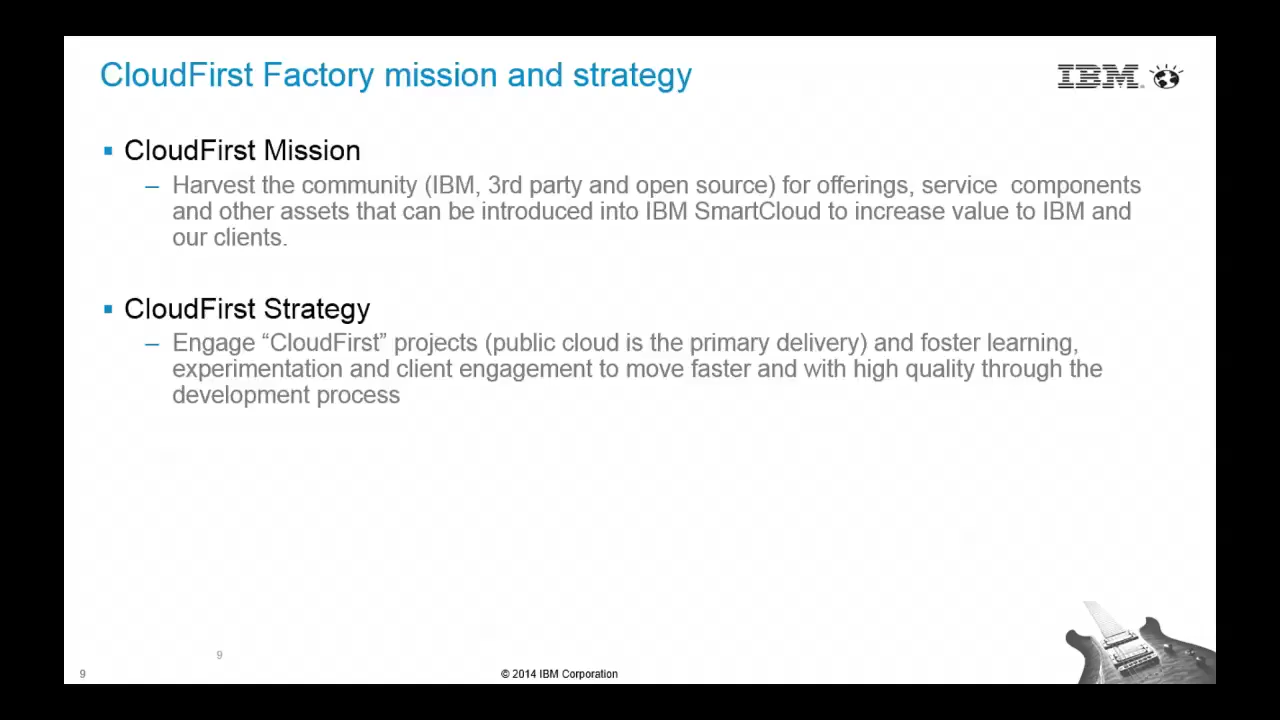 CloudFirst Factory mission and strategy
IBM
▪ CloudFirst Mission
– Harvest the community (IBM, 3rd party and open source) for offerings, service components
and other assets that can be introduced into IBM SmartCloud to increase value to IBM and
our clients.
▪ CloudFirst Strategy
– Engage “CloudFirst” projects (public cloud is the primary delivery) and foster learning,
experimentation and client engagement to move faster and with high quality through the
development process
9
9
© 2014 IBM Corporation